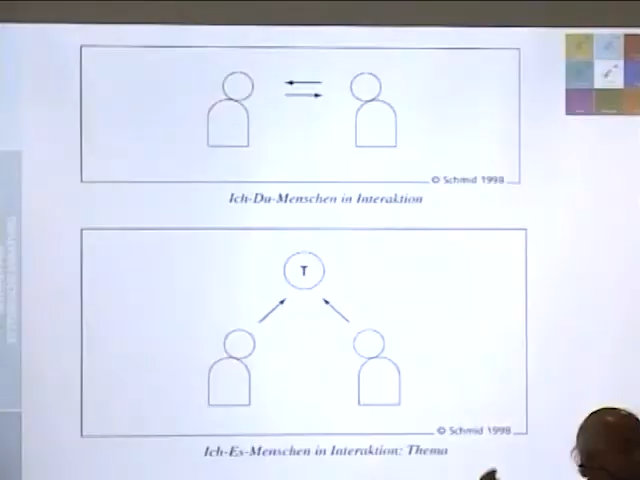 © Schmid 1998
Ich-Du-Menschen in Interaktion
T
© Schmid 1998
Ich-Es-Menschen in Interaktion: Thema